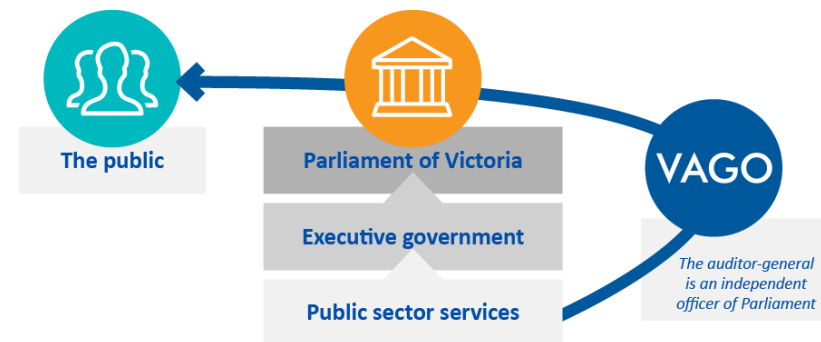 The public
Parliament of Victoria
Executive government
Public sector services
VAGO
The auditor-general
is an independent
officer of Parliament